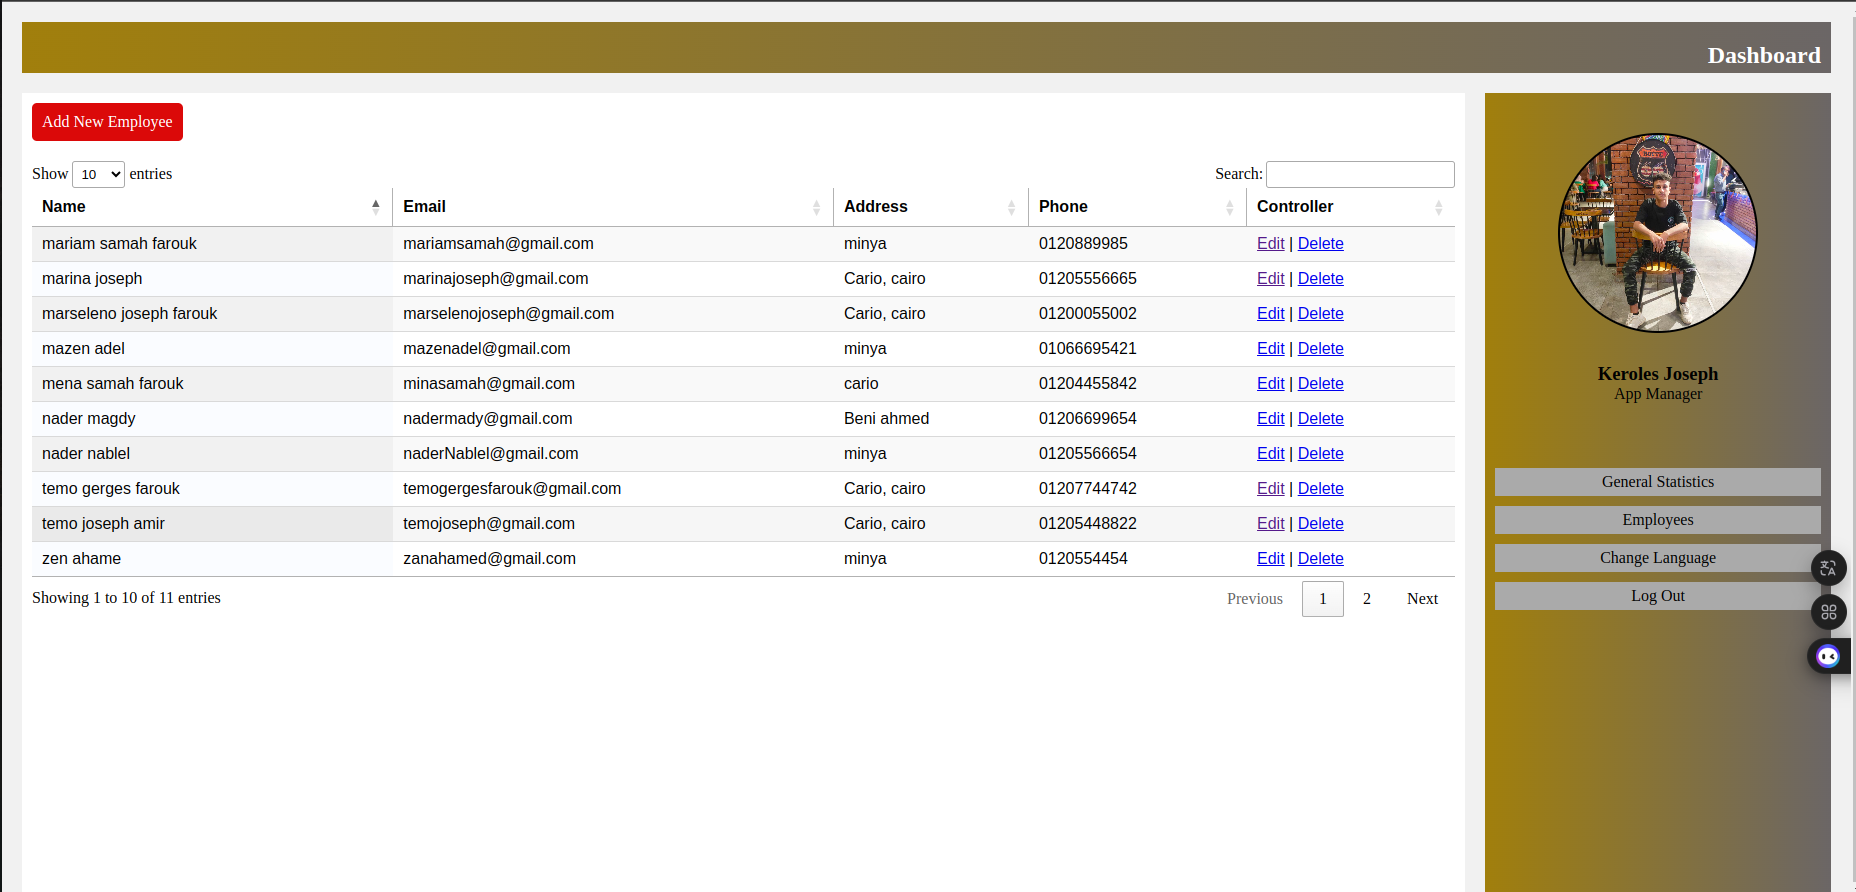 Dashboard
Add New Employee
Show 10 entries
Search:
Name Email Address Phone Controller
mariam samah farouk mariamsamah@gmail.com minya 0120889985 Edit | Delete
marina joseph marinajoseph@gmail.com Cario, cairo 01205556665 Edit | Delete
marseleno joseph farouk marselenojoseph@gmail.com Cario, cairo 01200055002 Edit | Delete
mazen adel mazenadel@gmail.com minya 01066695421 Edit | Delete
mena samah farouk minasamah@gmail.com cario 01204455842 Edit | Delete
nader magdy nadermady@gmail.com Beni ahmed 01206699654 Edit | Delete
nader nablel naderNablel@gmail.com minya 01205566654 Edit | Delete
temo gerges farouk temogergesfarouk@gmail.com Cario, cairo 01207744742 Edit | Delete
temo joseph amir temojoseph@gmail.com Cario, cairo 01205448822 Edit | Delete
zen ahame zanahamed@gmail.com minya 0120554454 Edit | Delete
Showing 1 to 10 of 11 entries
Previous 1 2 Next
Keroles Joseph
App Manager
General Statistics
Employees
Change Language
Log Out